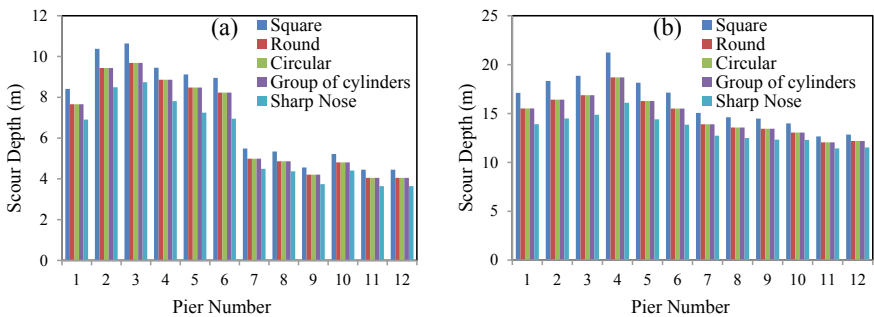 (a)
Square
Round
Circular
Group of cylinders
Sharp Nose
12
10
8
6
4
2
0
Scour Depth (m)
1 2 3 4 5 6 7 8 9 10 11 12
Pier Number
(b)
Square
Round
Circular
Group of cylinders
Sharp Nose
25
20
15
10
5
0
Scour Depth (m)
1 2 3 4 5 6 7 8 9 10 11 12
Pier Number